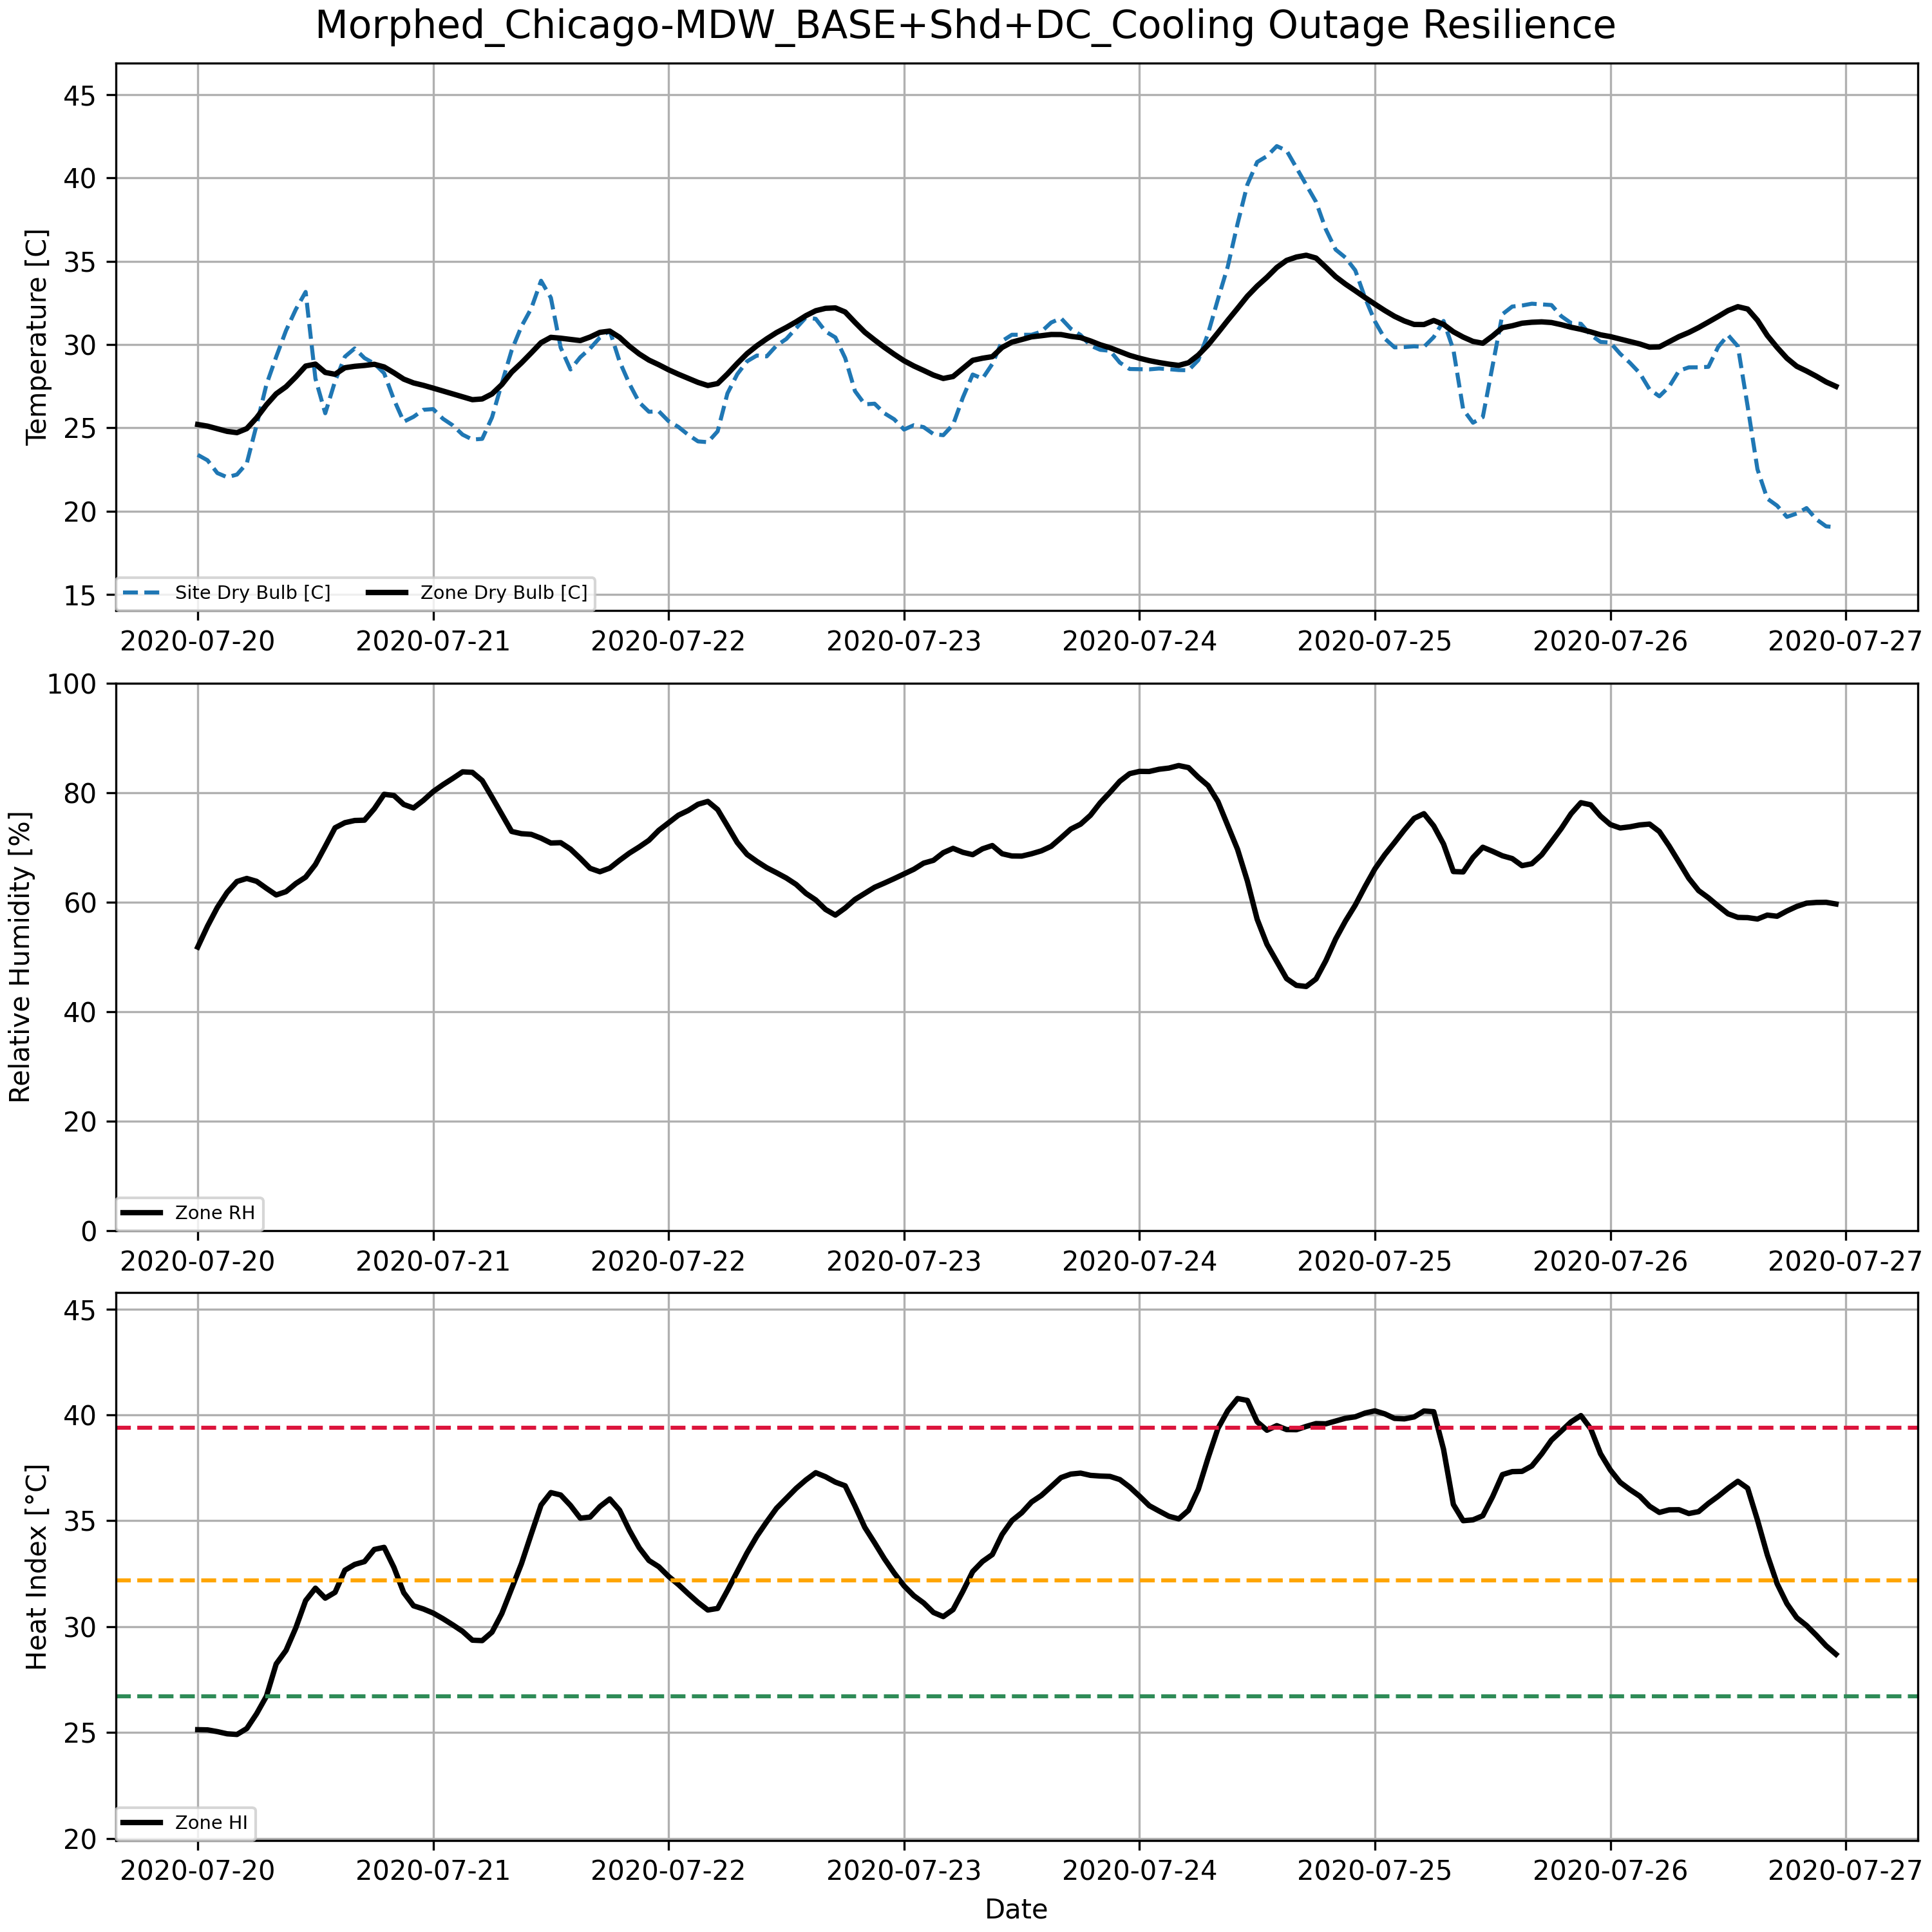 Morphed_Chicago-MDW_BASE+Shd+DC_Cooling Outage Resilience
Temperature [C]
45
40
35
30
25
20
15
Site Dry Bulb [C] Zone Dry Bulb [C]
2020-07-20 2020-07-21 2020-07-22 2020-07-23 2020-07-24 2020-07-25 2020-07-26 2020-07-27
Relative Humidity [%]
100
80
60
40
20
0
Zone RH
2020-07-20 2020-07-21 2020-07-22 2020-07-23 2020-07-24 2020-07-25 2020-07-26 2020-07-27
Heat Index [°C]
45
40
35
30
25
20
Zone HI
2020-07-20 2020-07-21 2020-07-22 2020-07-23 2020-07-24 2020-07-25 2020-07-26 2020-07-27
Date